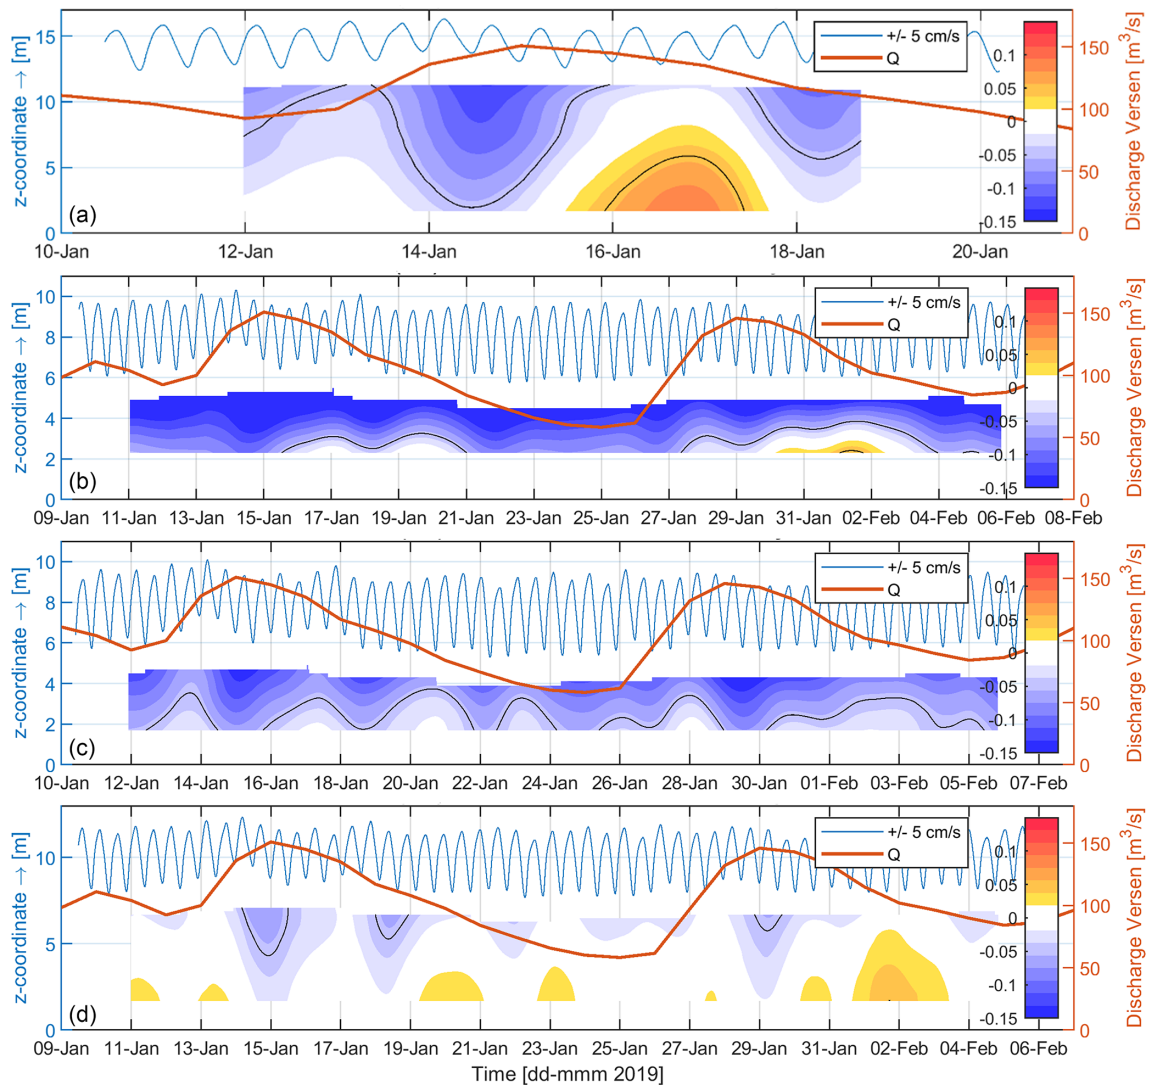 z-coordinate → [m]
15
10
5
0
+/- 5 cm/s
Q
0.1
0.05
0
-0.05
-0.1
-0.15
150
100
50
0
Discharge Versen [m3/s]
(a)
10-Jan 12-Jan 14-Jan 16-Jan 18-Jan 20-Jan
z-coordinate → [m]
10
8
6
4
2
0
+/- 5 cm/s
Q
0.1
0.05
0
-0.05
-0.1
-0.15
150
100
50
0
Discharge Versen [m3/s]
(b)
09-Jan 11-Jan 13-Jan 15-Jan 17-Jan 19-Jan 21-Jan 23-Jan 25-Jan 27-Jan 29-Jan 31-Jan 02-Feb 04-Feb 06-Feb 08-Feb
z-coordinate → [m]
10
8
6
4
2
0
+/- 5 cm/s
Q
0.1
0.05
0
-0.05
-0.1
-0.15
150
100
50
0
Discharge Versen [m3/s]
(c)
10-Jan 12-Jan 14-Jan 16-Jan 18-Jan 20-Jan 22-Jan 24-Jan 26-Jan 28-Jan 30-Jan 01-Feb 03-Feb 05-Feb 07-Feb
z-coordinate → [m]
10
5
0
+/- 5 cm/s
Q
0.1
0.05
0
-0.05
-0.1
-0.15
150
100
50
0
Discharge Versen [m3/s]
(d)
09-Jan 11-Jan 13-Jan 15-Jan 17-Jan 19-Jan 21-Jan 23-Jan 25-Jan 27-Jan 29-Jan 31-Jan 02-Feb 04-Feb 06-Feb
Time [dd-mmm 2019]